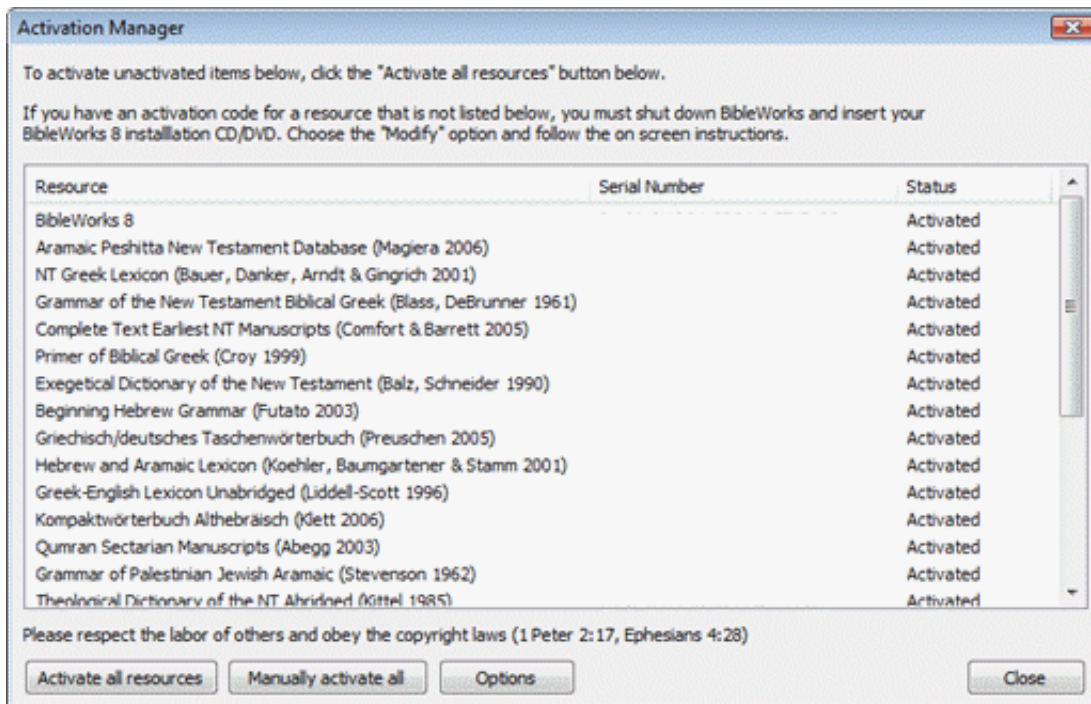 Activation Manager
To activate unactivated items below, click the "Activate all resources" button below.
If you have an activation code for a resource that is not listed below, you must shut down BibleWorks and insert your
BibleWorks 8 installlation CD/DVD. Choose the "Modify" option and follow the on screen instructions.
Resource Serial Number Status
BibleWorks 8 Activated
Aramaic Peshitta New Testament Database (Magiera 2006) Activated
NT Greek Lexicon (Bauer, Danker, Arndt & Gingrich 2001) Activated
Grammar of the New Testament Biblical Greek (Blass, DeBrunner 1961) Activated
Complete Text Earliest NT Manuscripts (Comfort & Barrett 2005) Activated
Primer of Biblical Greek (Croy 1999) Activated
Exegetical Dictionary of the New Testament (Balz, Schneider 1990) Activated
Beginning Hebrew Grammar (Futato 2003) Activated
Griechisch/deutsches Taschenwörterbuch (Preuschen 2005) Activated
Hebrew and Aramaic Lexicon (Koehler, Baumgartener & Stamm 2001) Activated
Greek-English Lexicon Unabridged (Liddell-Scott 1996) Activated
Kompaktwörterbuch Althebräisch (Klett 2006) Activated
Qumran Sectarian Manuscripts (Abegg 2003) Activated
Grammar of Palestinian Jewish Aramaic (Stevenson 1962) Activated
Theological Dictionary of the NT Abridged (Kittel 1985) Activated
Please respect the labor of others and obey the copyright laws (1 Peter 2:17, Ephesians 4:28)
Activate all resources Manually activate all Options Close